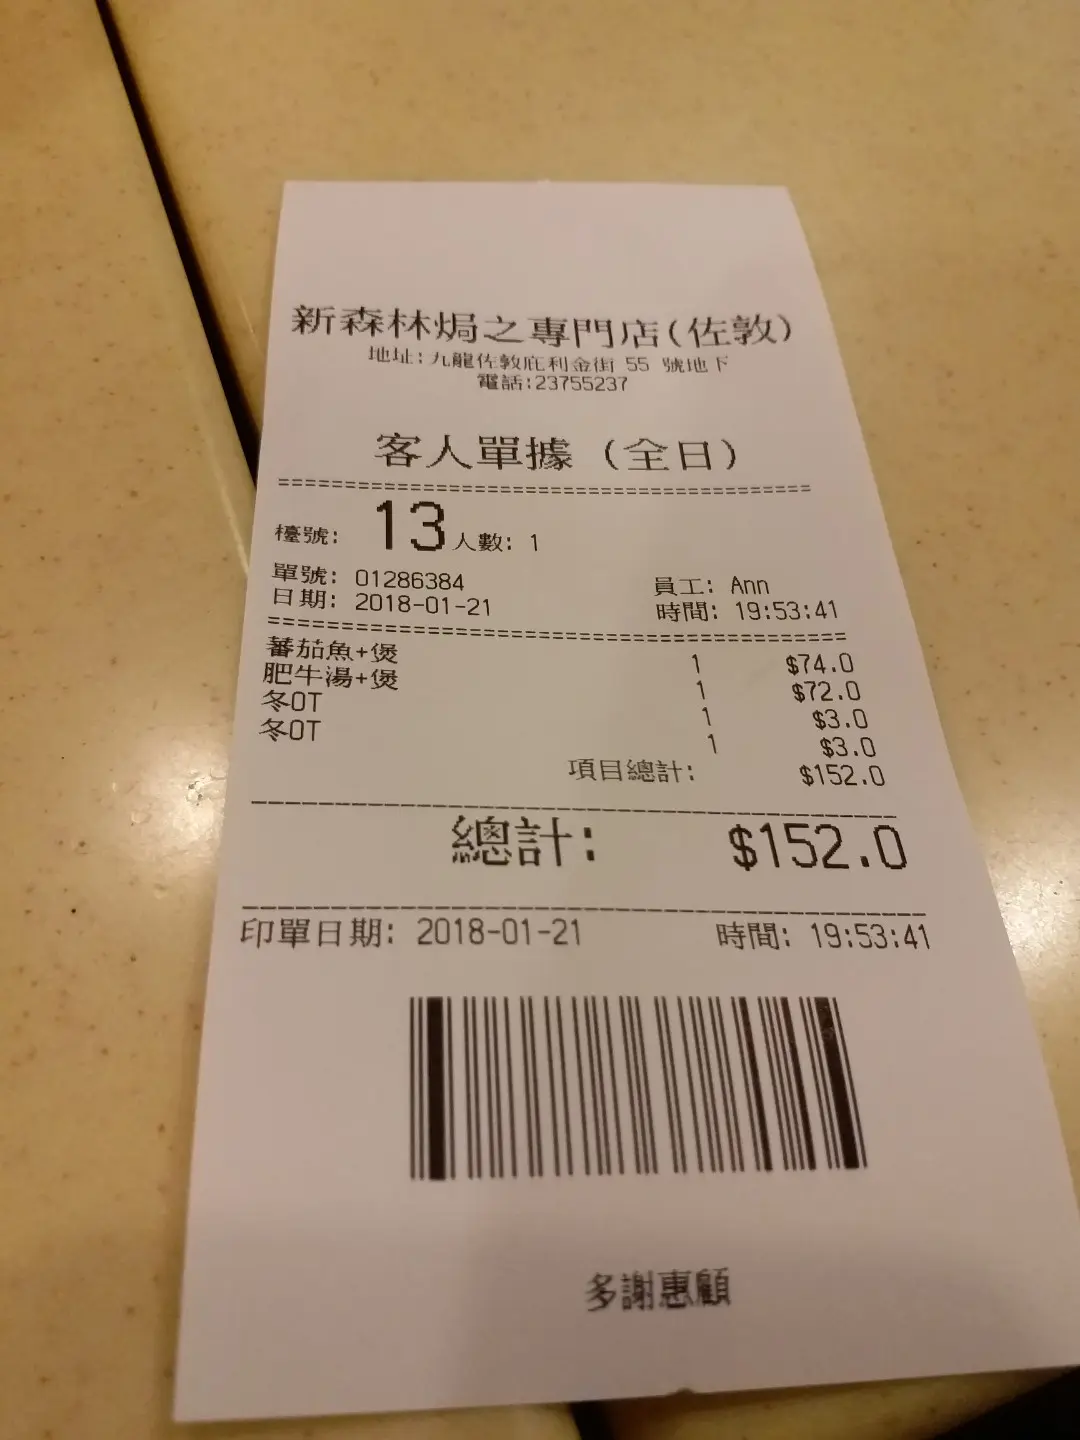 新森林焗之專門店(佐敦)
地址:九龍佐敦庇利金街 55 號地下
電話:23755237
客人單據 (全日)
========================================
檯號: 13 人數: 1
單號: 01286384 員工: Ann
日期: 2018-01-21 時間: 19:53:41
========================================
蕃茄魚+煲 1 $74.0
肥牛湯+煲 1 $72.0
冬OT 1 $3.0
冬OT 1 $3.0
項目總計: $152.0
總計: $152.0
印單日期: 2018-01-21 時間: 19:53:41
多謝惠顧